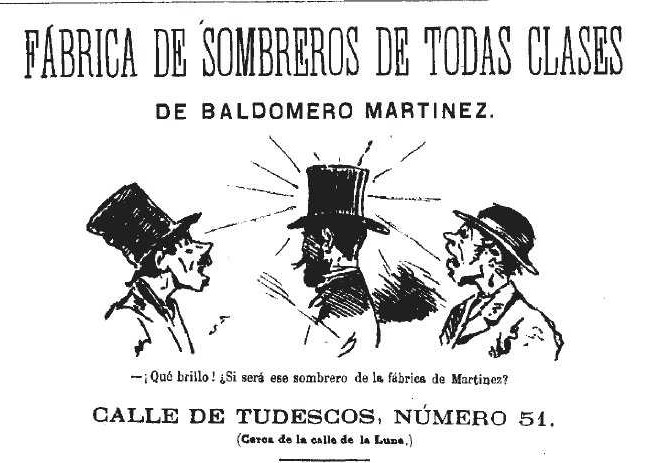 FÁBRICA DE SOMBREROS DE TODAS CLASES
DE BALDOMERO MARTINEZ.
—¡Qué brillo! ¿Si será ese sombrero de la fábrica de Martinez?
CALLE DE TUDESCOS, NÚMERO 51.
(Cerca de la calle de la Luna.)